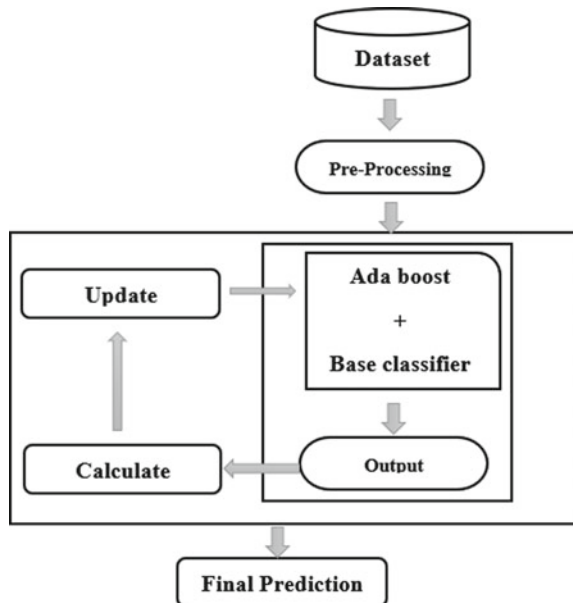 Dataset
Pre-Processing
Update
Ada boost
+
Base classifier
Calculate
Output
Final Prediction